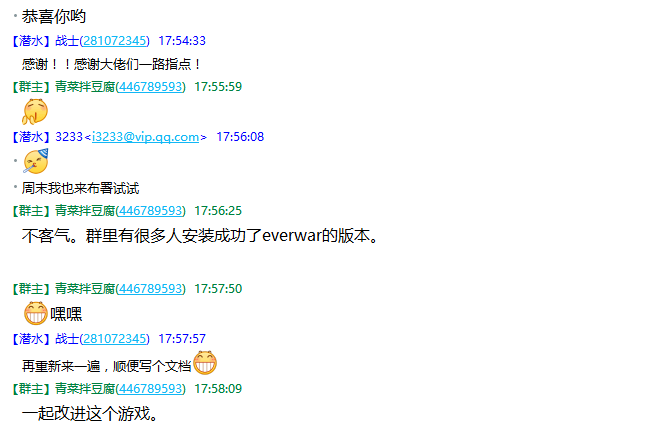 恭喜你哟
【潜水】战士(281072345) 17:54:33
感谢！！感谢大佬们一路指点！
【群主】青菜拌豆腐(446789593) 17:55:59
【潜水】3233<i3233@vip.qq.com> 17:56:08
周末我也来布署试试
【群主】青菜拌豆腐(446789593) 17:56:25
不客气。群里有很多人安装成功了everwar的版本。
【群主】青菜拌豆腐(446789593) 17:57:50
嘿嘿
【潜水】战士(281072345) 17:57:57
再重新来一遍，顺便写个文档
【群主】青菜拌豆腐(446789593) 17:58:09
一起改进这个游戏。